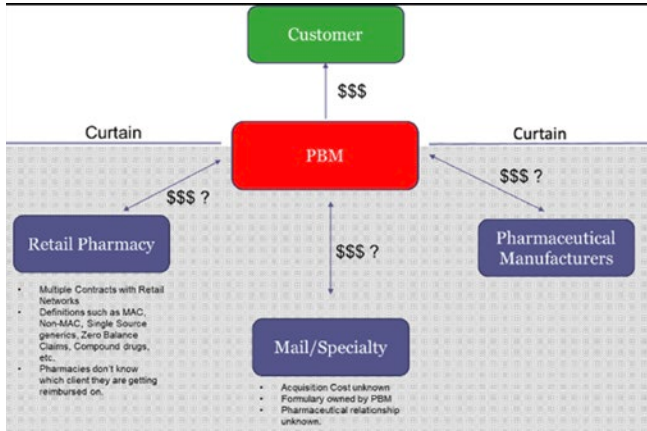 Customer
$$$
Curtain
Curtain
PBM
$$$ ?
$$$ ?
Retail Pharmacy
$$$ ?
Pharmaceutical
Manufacturers
• Multiple Contracts with Retail
Networks
• Definitions such as MAC,
Non-MAC, Single Source
generics, Zero Balance
Claims, Compound drugs,
etc.
• Pharmacies don't know
which client they are getting
reimbursed on.
Mail/Specialty
• Acquisition Cost unknown
• Formulary owned by PBM
• Pharmaceutical relationship
unknown.